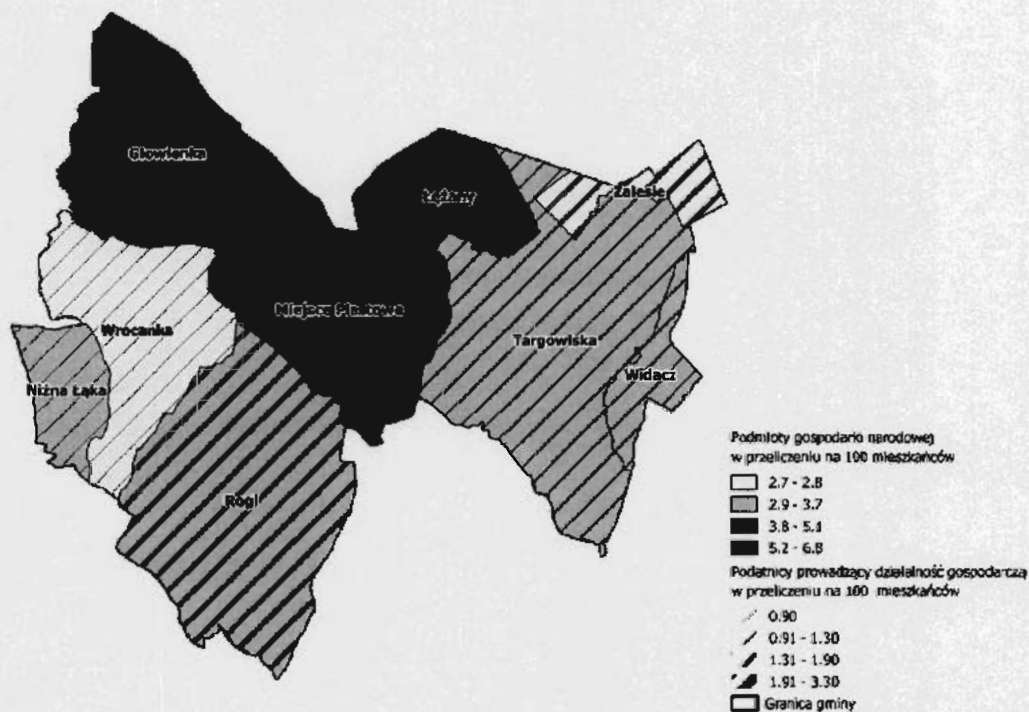 Głowienka
Łężany
Zalesie
Miejsce Piastowe
Wrocanka
Targowiska
Widacz
Niżna Łąka
Rogi
Podmioty gospodarki narodowej
w przeliczeniu na 100 mieszkańców
2.7 - 2.8
2.9 - 3.7
3.8 - 5.1
5.2 - 6.8
Podatnicy prowadzący działalność gospodarczą
w przeliczeniu na 100 mieszkańców
0.90
0.91 - 1.30
1.31 - 1.90
1.91 - 3.30
Granica gminy